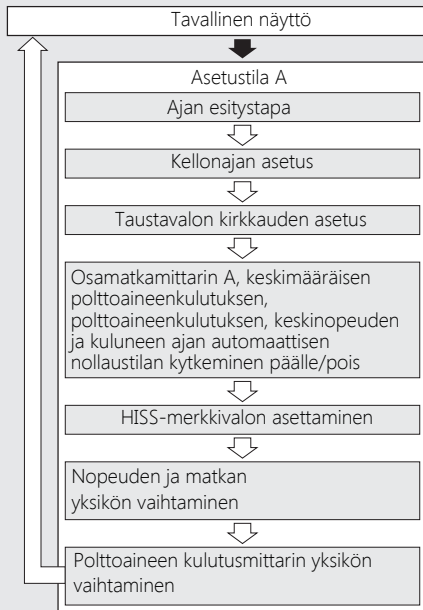 Tavallinen näyttö
Asetustila A
Ajan esitystapa
Kellonajan asetus
Taustavalon kirkkauden asetus
Osamatkamittarin A, keskimääräisen
polttoaineenkulutuksen,
polttoaineenkulutuksen, keskinopeuden
ja kuluneen ajan automaattisen
nollaustilan kytkeminen päälle/pois
HISS-merkkivalon asettaminen
Nopeuden ja matkan
yksikön vaihtaminen
Polttoaineen kulutusmittarin yksikön
vaihtaminen